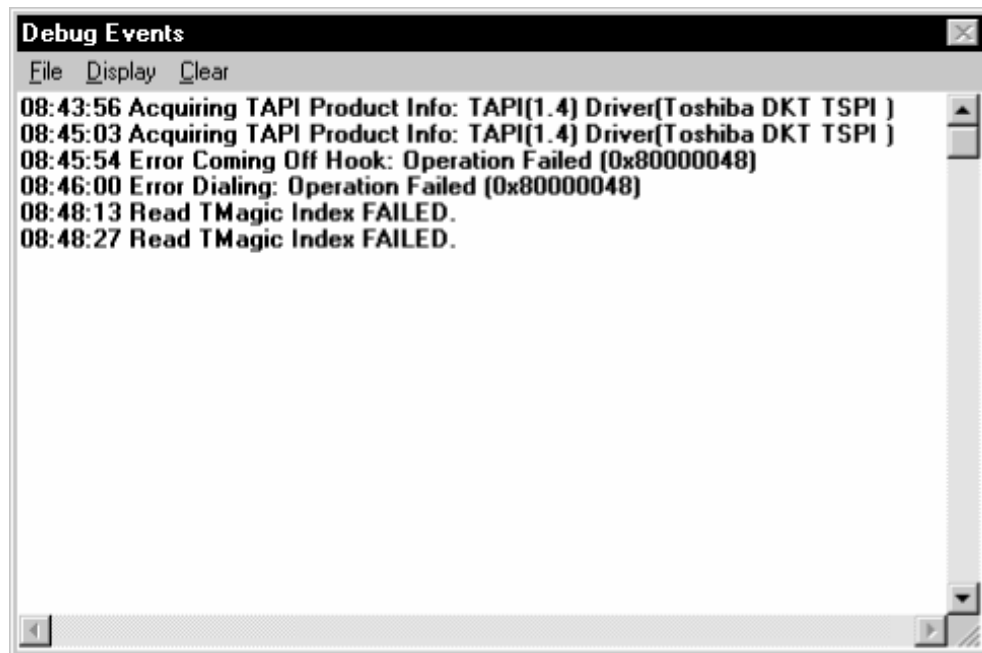 Debug Events
File Display Clear
08:43:56 Acquiring TAPI Product Info: TAPI(1.4) Driver(Toshiba DKT TSPI )
08:45:03 Acquiring TAPI Product Info: TAPI(1.4) Driver(Toshiba DKT TSPI )
08:45:54 Error Coming Off Hook: Operation Failed (0x80000048)
08:46:00 Error Dialing: Operation Failed (0x80000048)
08:48:13 Read TMagic Index FAILED.
08:48:27 Read TMagic Index FAILED.